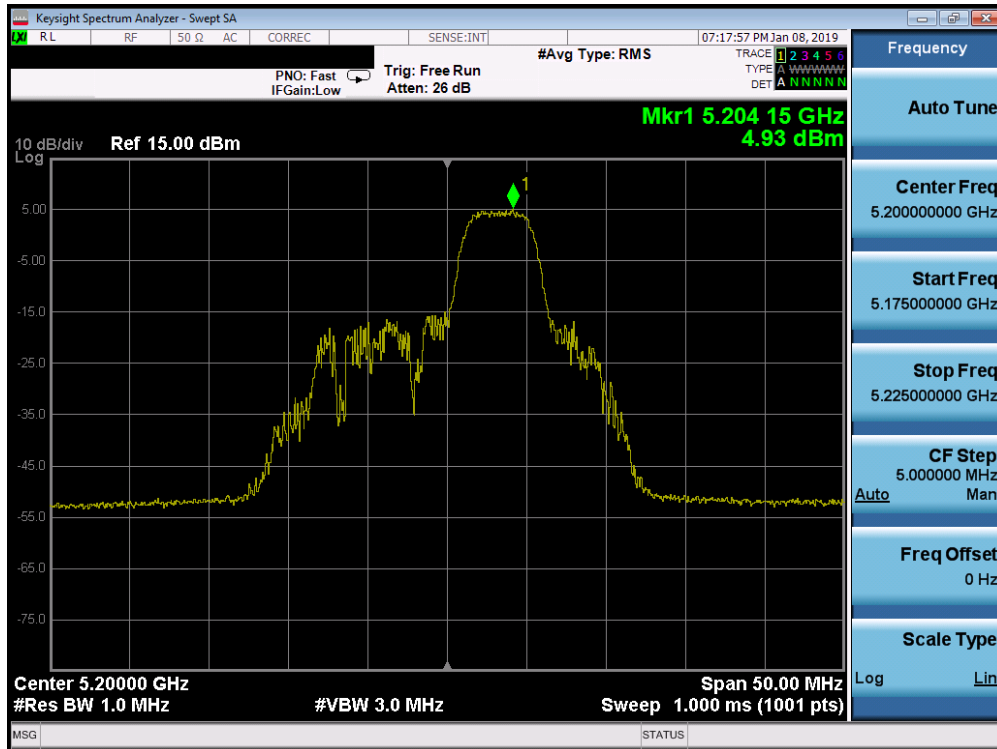 Keysight Spectrum Analyzer - Swept SA
LXI RL RF 50 Ω AC CORREC SENSE:INT 07:17:57 PM Jan 08, 2019
#Avg Type: RMS
TRACE 1 2 3 4 5 6
TYPE A WWWWW
DET A N N N N N
PNO: Fast
IFGain:Low
Trig: Free Run
Atten: 26 dB
Mkr1 5.204 15 GHz
4.93 dBm
10 dB/div
Log
Ref 15.00 dBm
1
5.00
-5.00
-15.0
-25.0
-35.0
-45.0
-55.0
-65.0
-75.0
Center 5.20000 GHz
Span 50.00 MHz
#Res BW 1.0 MHz
#VBW 3.0 MHz
Sweep 1.000 ms (1001 pts)
MSG
STATUS
Frequency
Auto Tune
Center Freq
5.200000000 GHz
Start Freq
5.175000000 GHz
Stop Freq
5.225000000 GHz
CF Step
5.000000 MHz
Auto Man
Freq Offset
0 Hz
Scale Type
Log Lin